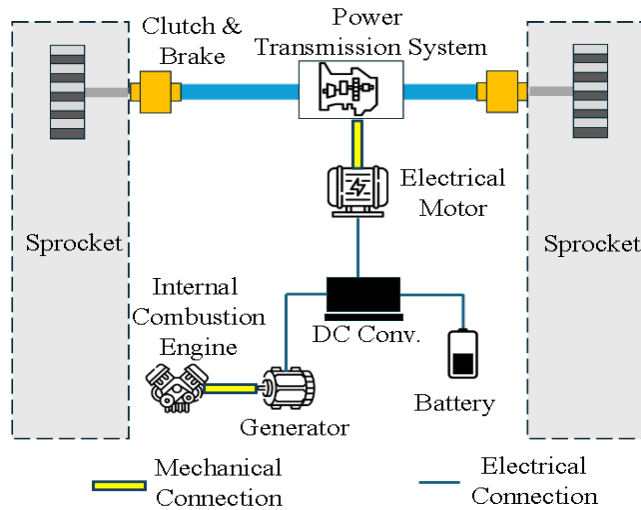 Clutch &
Brake
Power
Transmission System
Electrical
Motor
Sprocket
Sprocket
Internal
Combustion
Engine
DC Conv.
Battery
Generator
Mechanical
Connection
Electrical
Connection